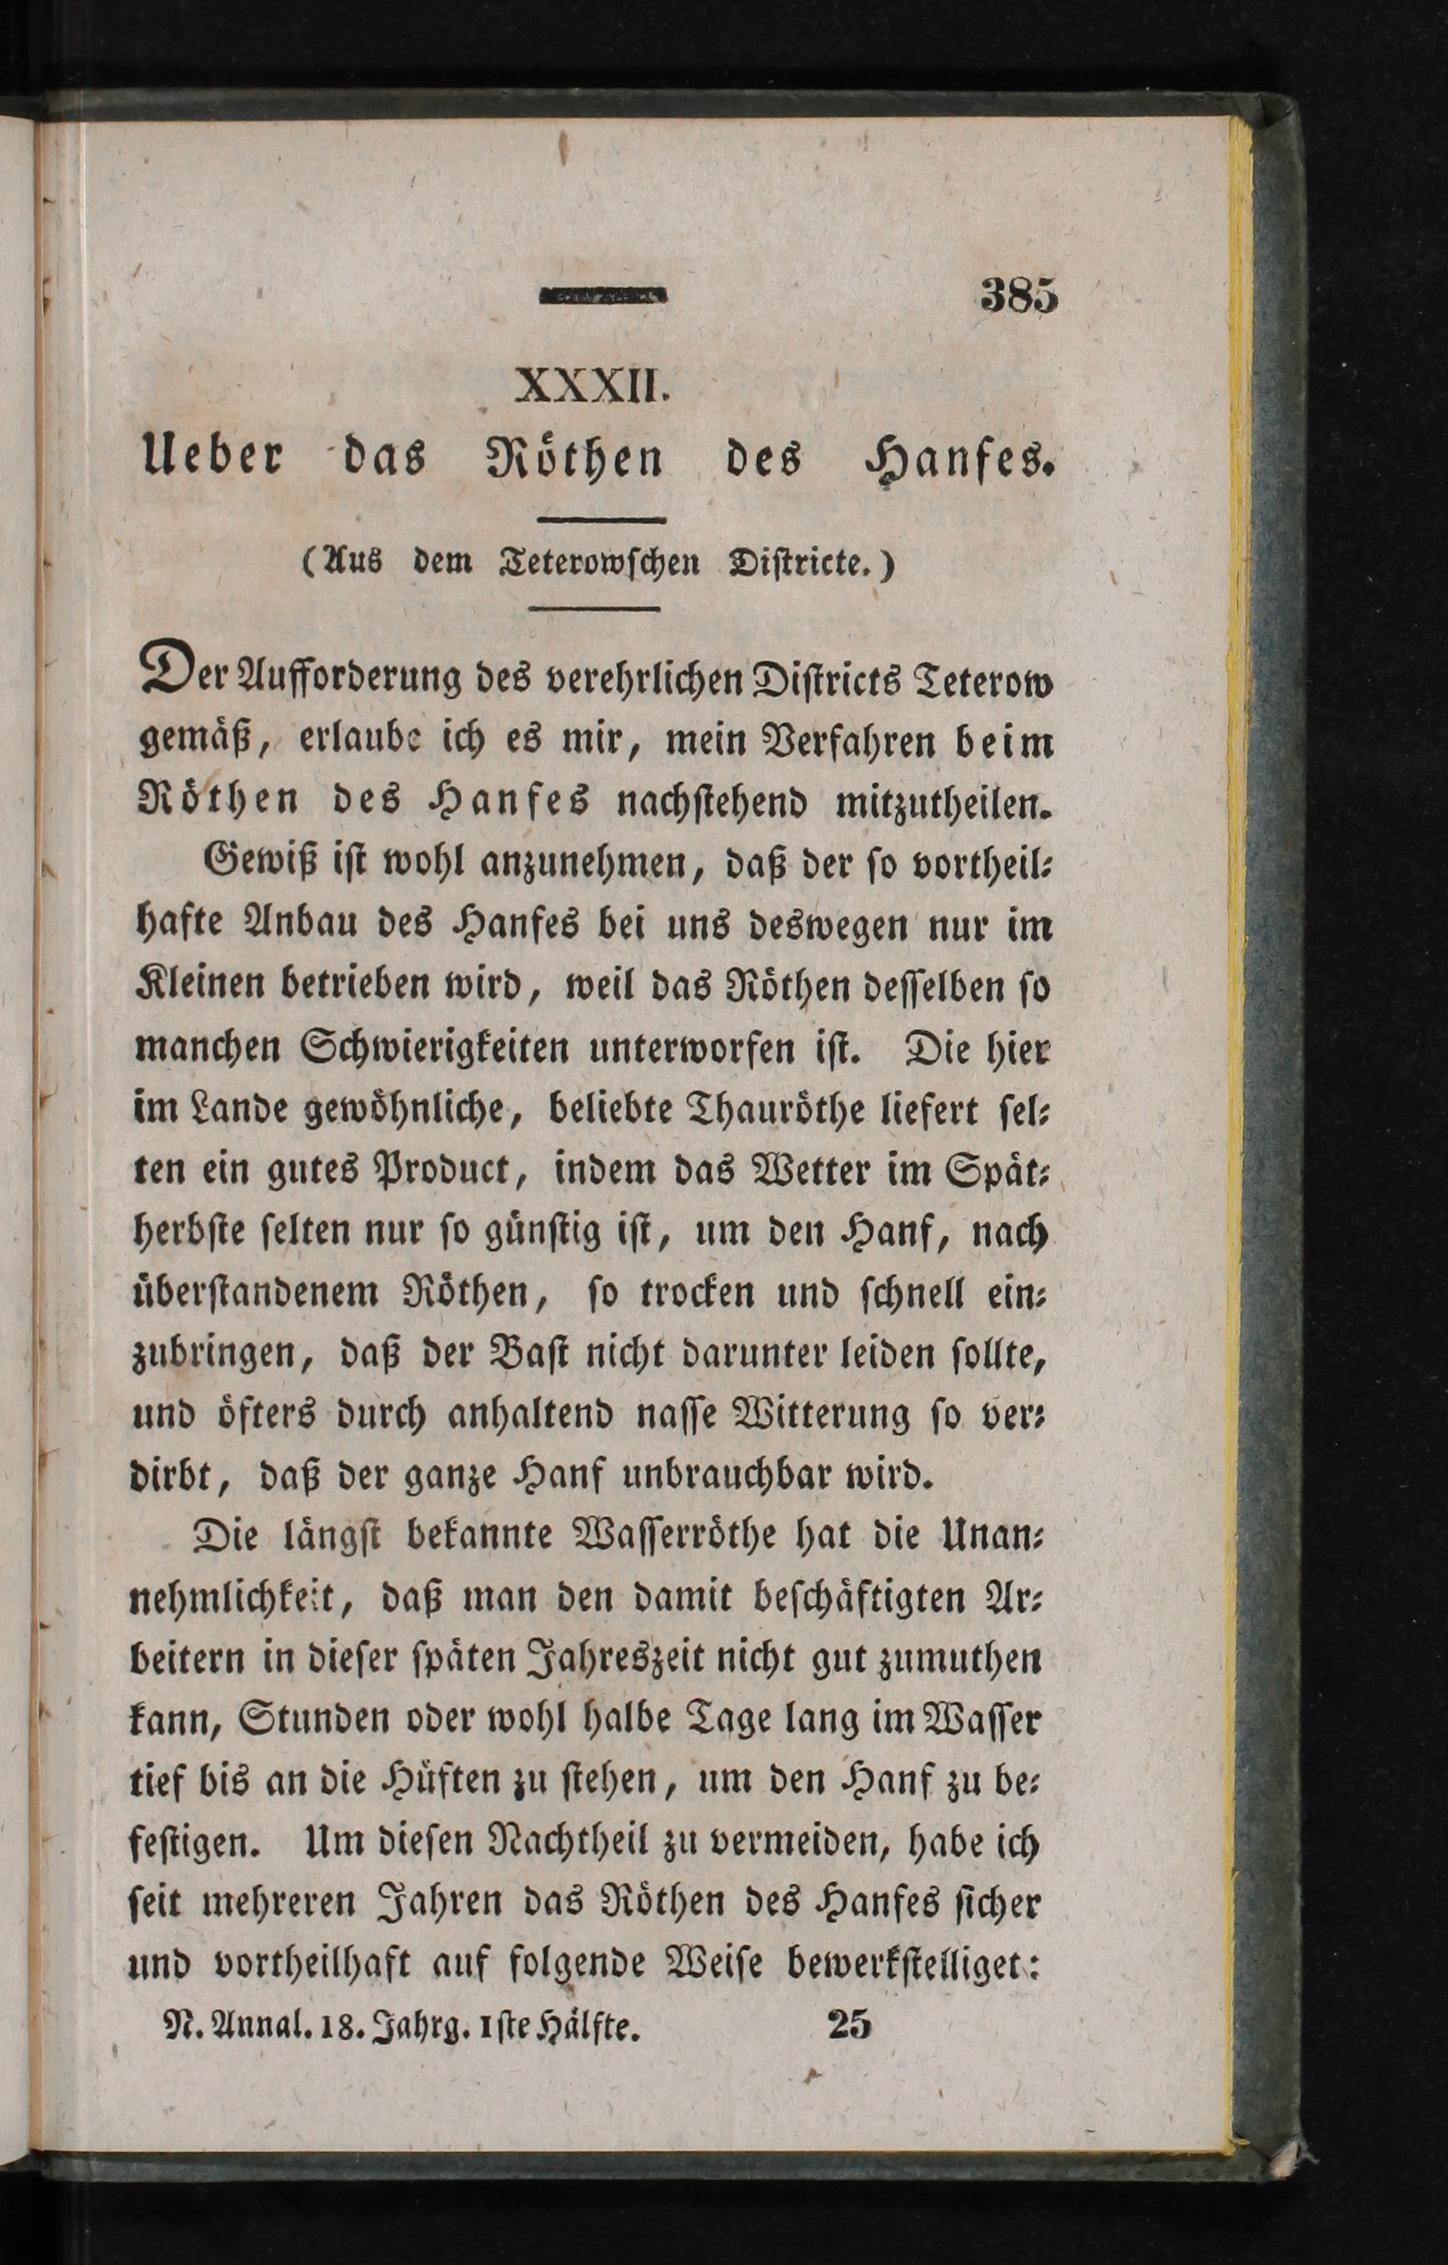 385
XXXII.
Ueber das Röthen des Hanfes.
(Aus dem Teterowschen Districte.)
Der Aufforderung des verehrlichen Districts Teterow
gemäß, erlaube ich es mir, mein Verfahren beim
Röthen des Hanfes nachstehend mitzutheilen.
Gewiß ist wohl anzunehmen, daß der so vortheil-
hafte Anbau des Hanfes bei uns deswegen nur im
Kleinen betrieben wird, weil das Röthen desselben so
manchen Schwierigkeiten unterworfen ist. Die hier
im Lande gewöhnliche, beliebte Thauröthe liefert sel-
ten ein gutes Product, indem das Wetter im Spät-
herbste selten nur so günstig ist, um den Hanf, nach
überstandenem Röthen, so trocken und schnell ein-
zubringen, daß der Bast nicht darunter leiden sollte,
und öfters durch anhaltend nasse Witterung so ver-
dirbt, daß der ganze Hanf unbrauchbar wird.
Die längst bekannte Wasserröthe hat die Unan-
nehmlichkeit, daß man den damit beschäftigten Ar-
beitern in dieser späten Jahreszeit nicht gut zumuthen
kann, Stunden oder wohl halbe Tage lang im Wasser
tief bis an die Hüften zu stehen, um den Hanf zu be-
festigen. Um diesen Nachtheil zu vermeiden, habe ich
seit mehreren Jahren das Röthen des Hanfes sicher
und vortheilhaft auf folgende Weise bewerkstelliget:
N. Annal. 18. Jahrg. 1ste Hälfte. 25